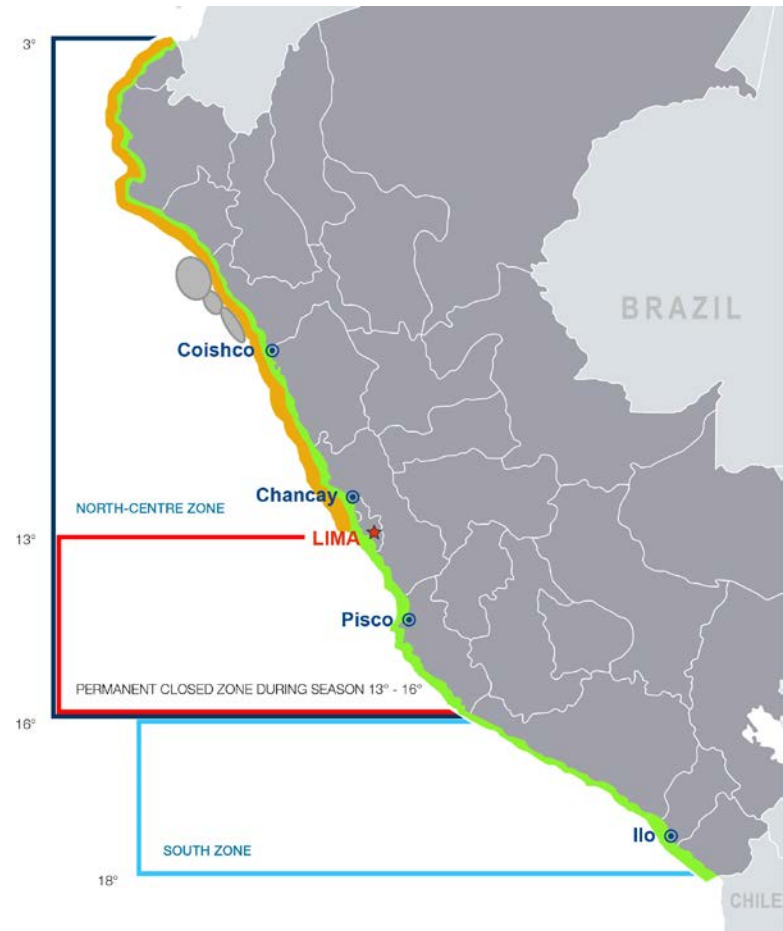 3°
BRAZIL
Coishco
Chancay
NORTH-CENTRE ZONE
13°
LIMA
Pisco
PERMANENT CLOSED ZONE DURING SEASON 13° - 16°
16°
Ilo
SOUTH ZONE
18°
CHILE